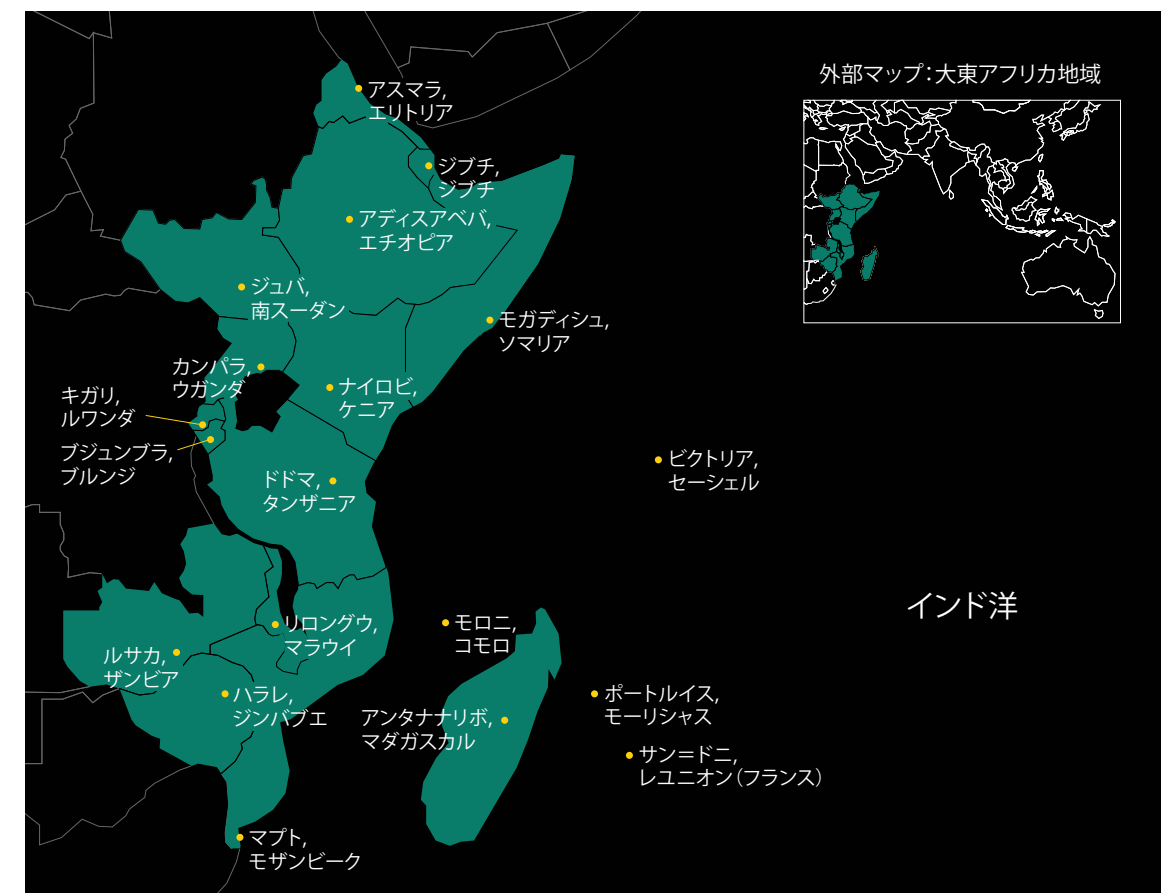 外部マップ：大東アフリカ地域
アスマラ,
エリトリア
ジブチ,
ジブチ
アディスアベバ,
エチオピア
ジュバ,
南スーダン
モガディシュ,
ソマリア
カンパラ,
ウガンダ
キガリ,
ルワンダ
ナイロビ,
ケニア
ブジュンブラ,
ブルンジ
ビクトリア,
セーシェル
ドドマ,
タンザニア
インド洋
リロングウ,
マラウイ
モロニ,
コモロ
ルサカ,
ザンビア
ハラレ,
ジンバブエ
アンタナナリボ,
マダガスカル
ポートルイス,
モーリシャス
サン＝ドニ,
レユニオン（フランス）
マプト,
モザンビーク